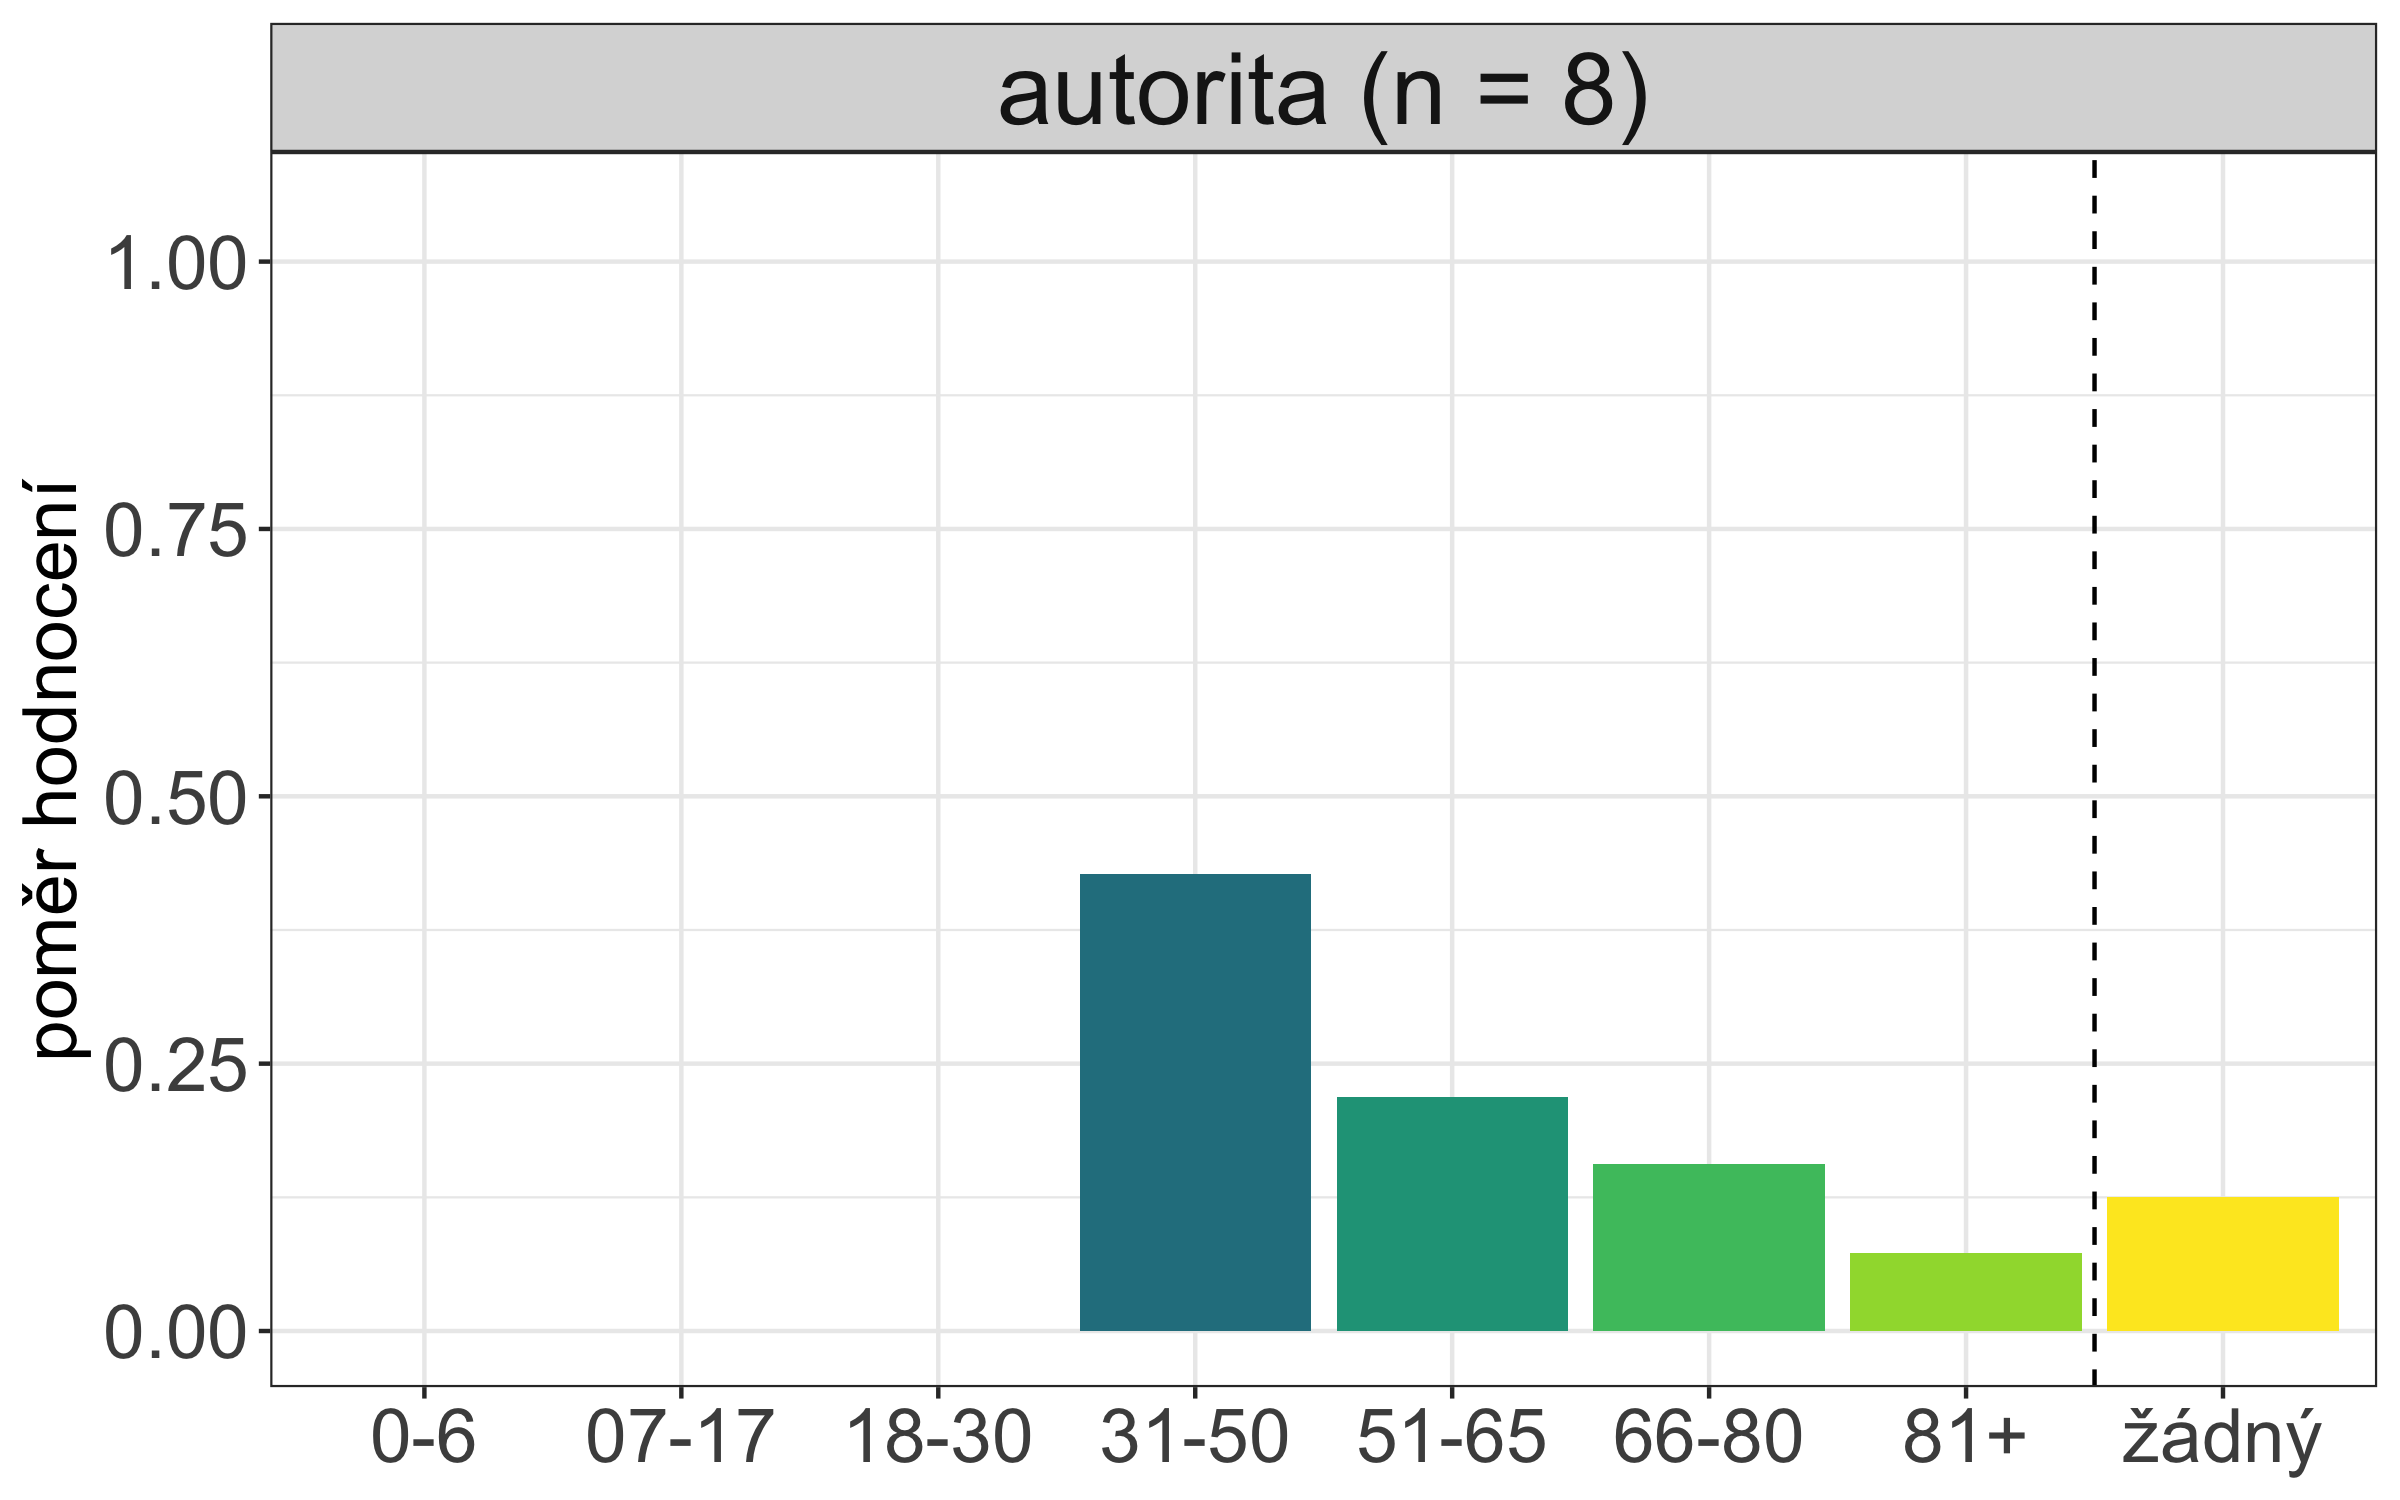 autorita (n = 8)
poměr hodnocení
1.00
0.75
0.50
0.25
0.00
0-6 07-17 18-30 31-50 51-65 66-80 81+ žádný